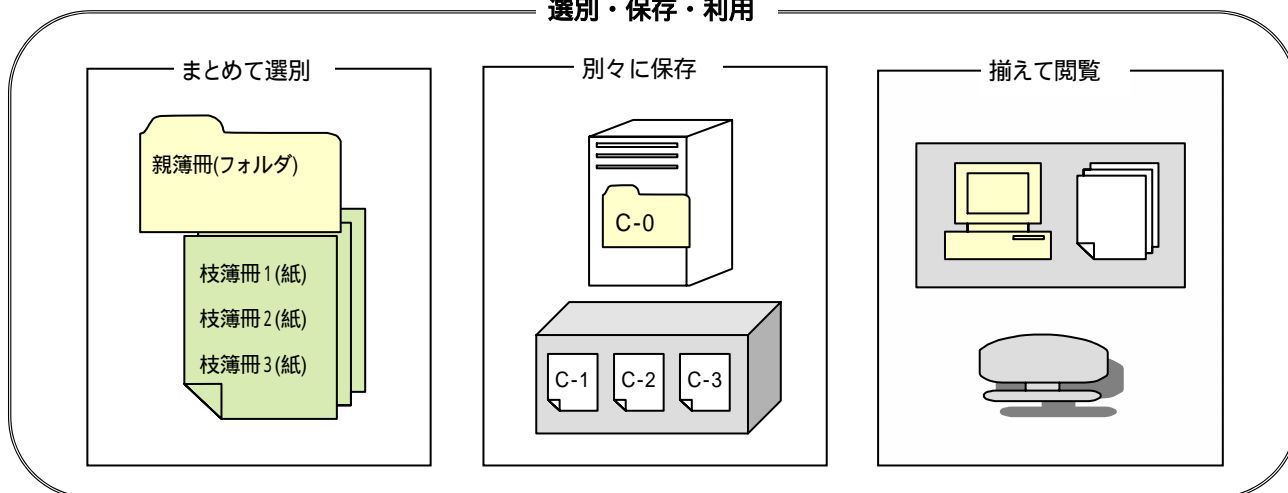 選別・保存・利用
まとめて選別
親簿冊(フォルダ)
枝簿冊1(紙)
枝簿冊2(紙)
枝簿冊3(紙)
別々に保存
C-0
C-1 C-2 C-3
揃えて閲覧